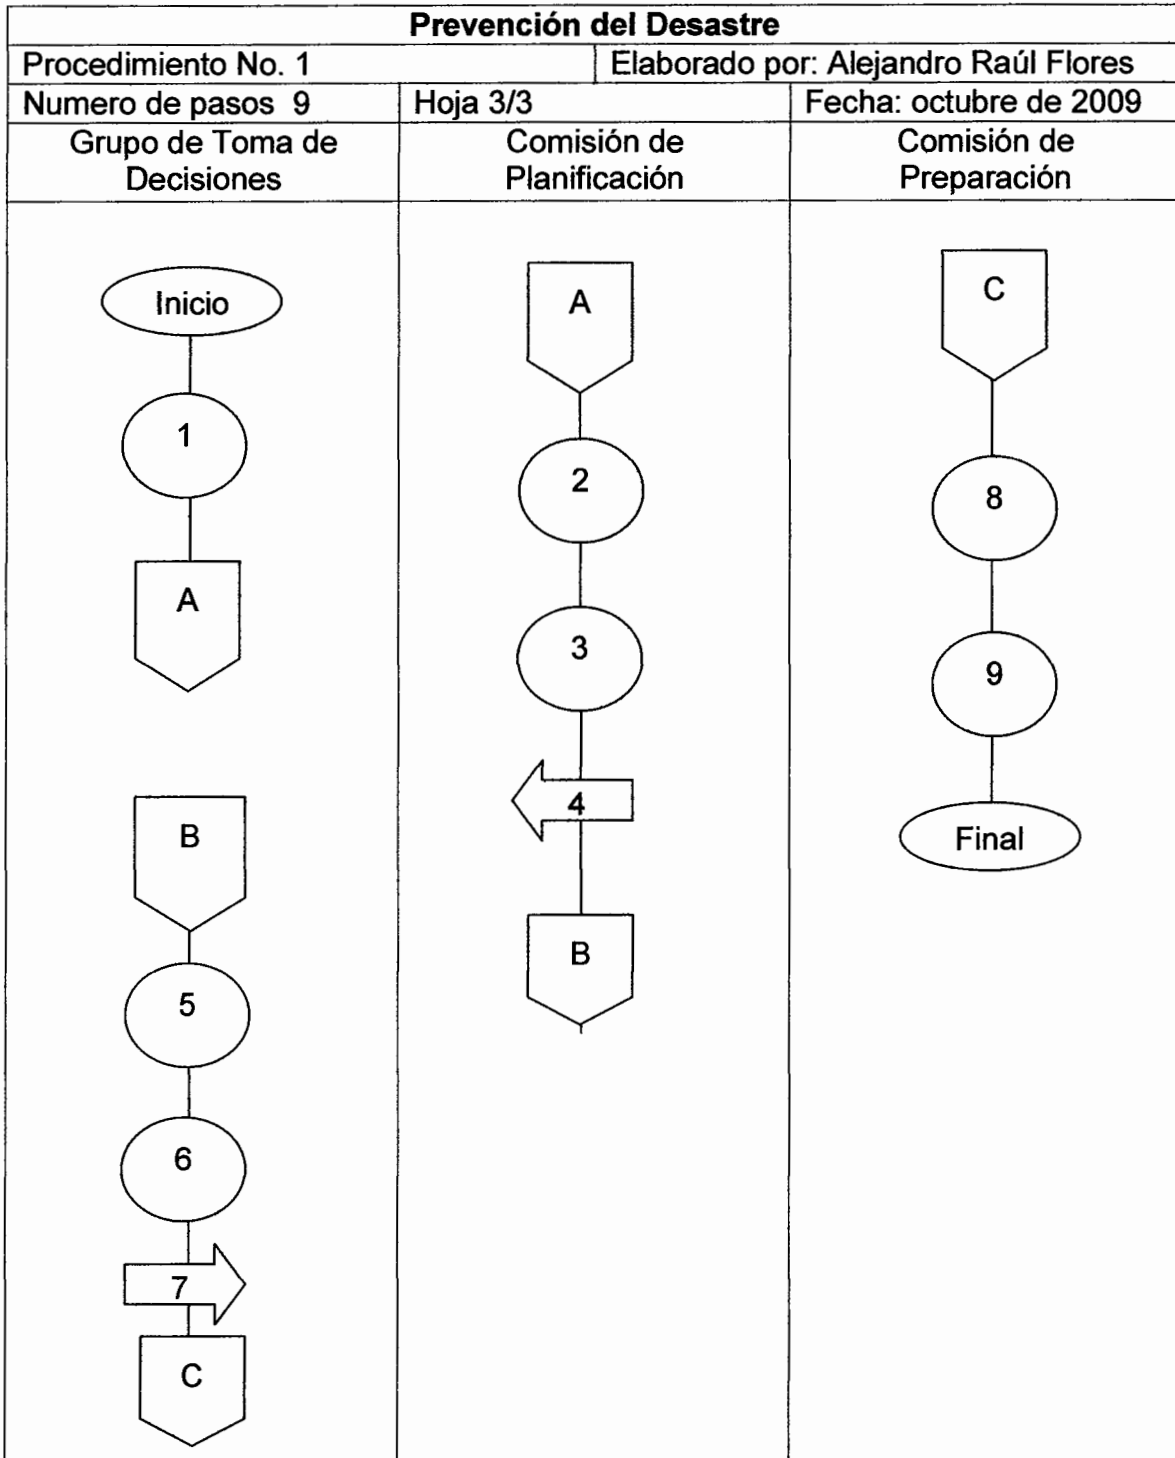 Prevención del Desastre
Procedimiento No. 1
Elaborado por: Alejandro Raúl Flores
Numero de pasos 9
Hoja 3/3
Fecha: octubre de 2009
Grupo de Toma de
Decisiones
Comisión de
Planificación
Comisión de
Preparación
Inicio
1
A
B
5
6
7
C
A
2
3
4
B
C
8
9
Final